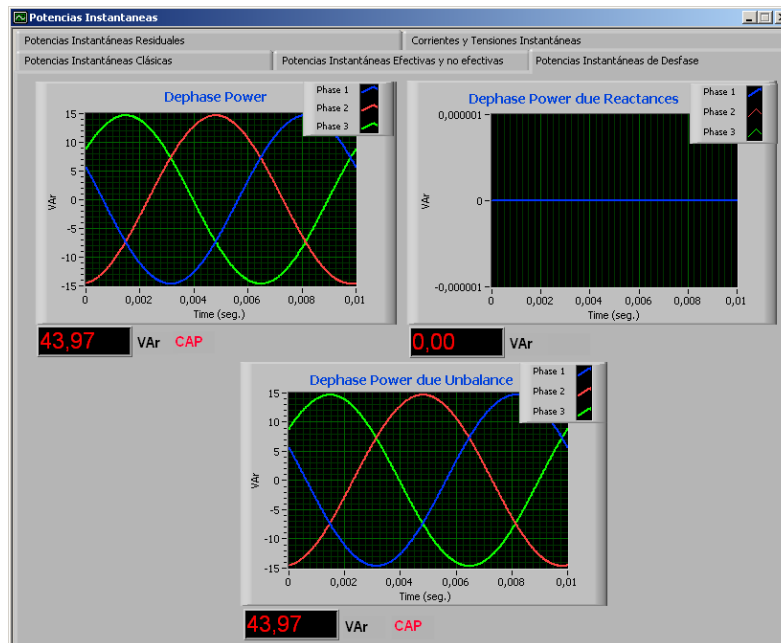 Potencias Instantaneas
Potencias Instantáneas Residuales
Corrientes y Tensiones Instantáneas
Potencias Instantáneas Clásicas
Potencias Instantáneas Efectivas y no efectivas
Potencias Instantáneas de Desfase
Dephase Power
Phase 1
Phase 2
Phase 3
15
10
5
0
-5
-10
-15
VAr
0
0,002
0,004
0,006
0,008
0,01
Time (seg.)
43,97 VAr CAP
Dephase Power due Reactances
Phase 1
Phase 2
Phase 3
0,000001
0
-0,000001
VAr
0
0,002
0,004
0,006
0,008
0,01
Time (seg.)
0,00 VAr
Dephase Power due Unbalance
Phase 1
Phase 2
Phase 3
15
10
5
0
-5
-10
-15
VAr
0
0,002
0,004
0,006
0,008
0,01
Time (seg.)
43,97 VAr CAP